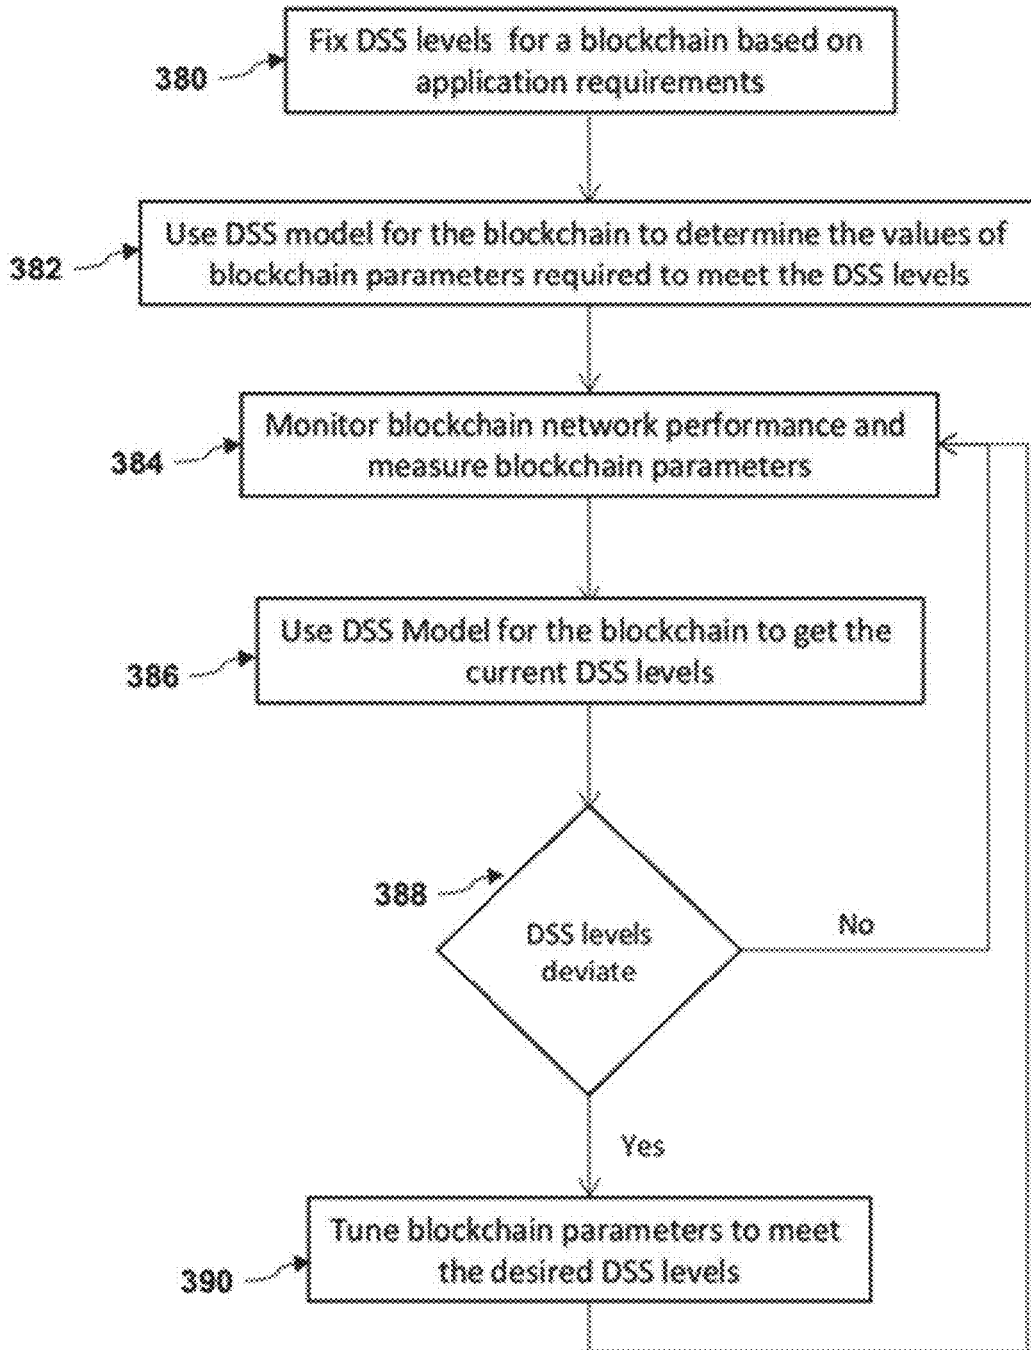 Fix DSS levels for a blockchain based on
application requirements
380
Use DSS model for the blockchain to determine the values of
blockchain parameters required to meet the DSS levels
382
Monitor blockchain network performance and
measure blockchain parameters
384
Use DSS Model for the blockchain to get the
current DSS levels
386
388
DSS levels
deviate
No
Yes
Tune blockchain parameters to meet
the desired DSS levels
390